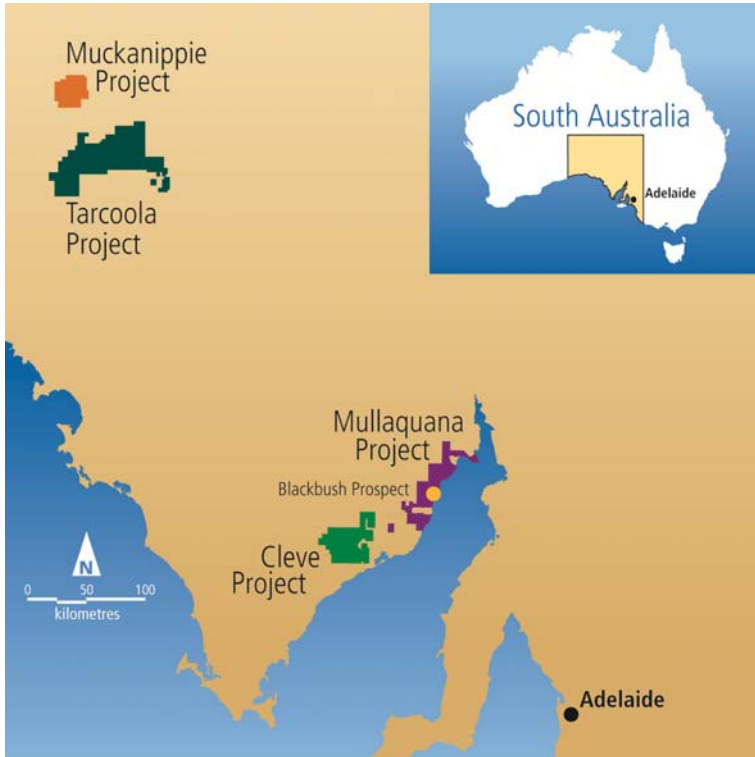 Muckanippie
Project
Tarcoola
Project
South Australia
Adelaide
Mullaquana
Project
Blackbush Prospect
Cleve
Project
N
0 50 100
kilometres
Adelaide